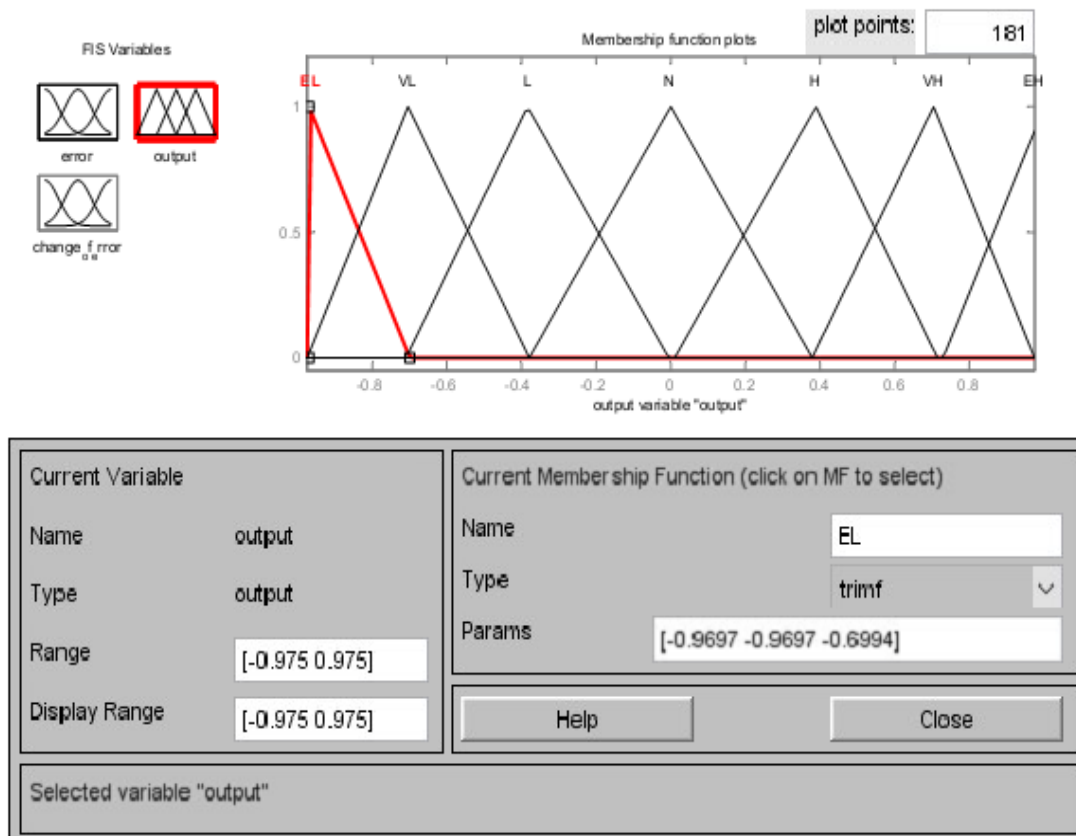 plot points: 181
FIS Variables
Membership function plots
EL VL L N H VH EH
1
0.5
0
error output
change_of_error
-0.8 -0.6 -0.4 -0.2 0 0.2 0.4 0.6 0.8
output variable "output"
Current Variable
Name output
Type output
Range [-0.975 0.975]
Display Range [-0.975 0.975]
Current Membership Function (click on MF to select)
Name EL
Type trimf
Params [-0.9697 -0.9697 -0.6994]
Help Close
Selected variable "output"